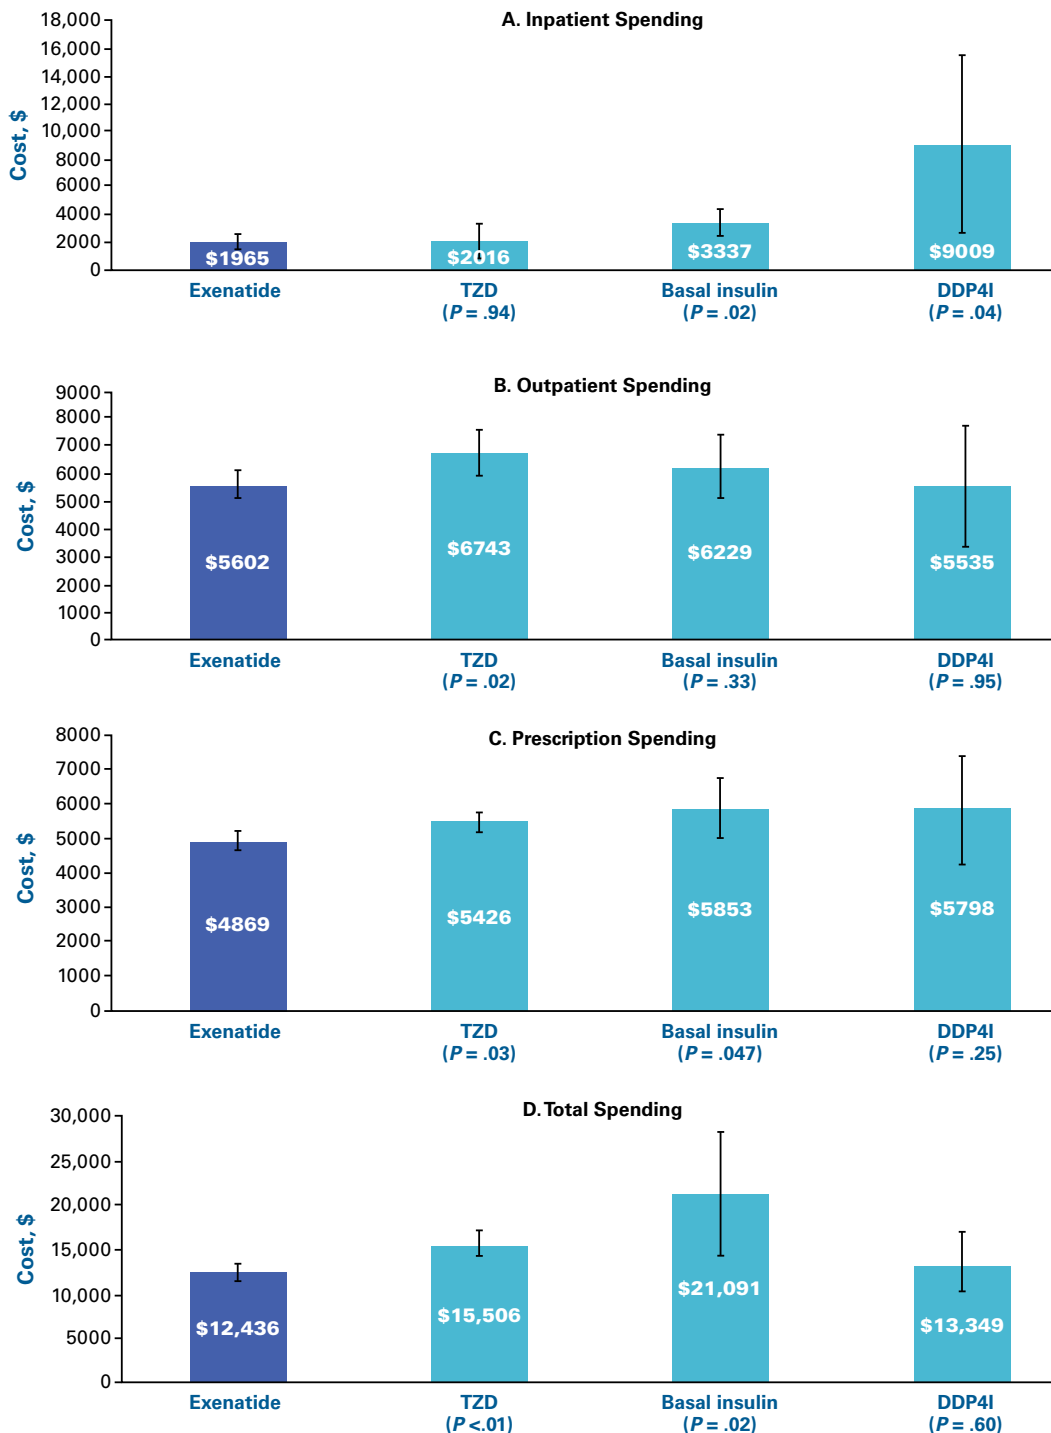 A. Inpatient Spending
Cost, $
18,000
16,000
14,000
12,000
10,000
8000
6000
4000
2000
0
$1965
$2016
$3337
$9009
Exenatide
TZD
(P = .94)
Basal insulin
(P = .02)
DDP4I
(P = .04)
B. Outpatient Spending
Cost, $
9000
8000
7000
6000
5000
4000
3000
2000
1000
0
$5602
$6743
$6229
$5535
Exenatide
TZD
(P = .02)
Basal insulin
(P = .33)
DDP4I
(P = .95)
C. Prescription Spending
Cost, $
8000
7000
6000
5000
4000
3000
2000
1000
0
$4869
$5426
$5853
$5798
Exenatide
TZD
(P = .03)
Basal insulin
(P = .047)
DDP4I
(P = .25)
D. Total Spending
Cost, $
30,000
25,000
20,000
15,000
10,000
5000
0
$12,436
$15,506
$21,091
$13,349
Exenatide
TZD
(P <.01)
Basal insulin
(P = .02)
DDP4I
(P = .60)